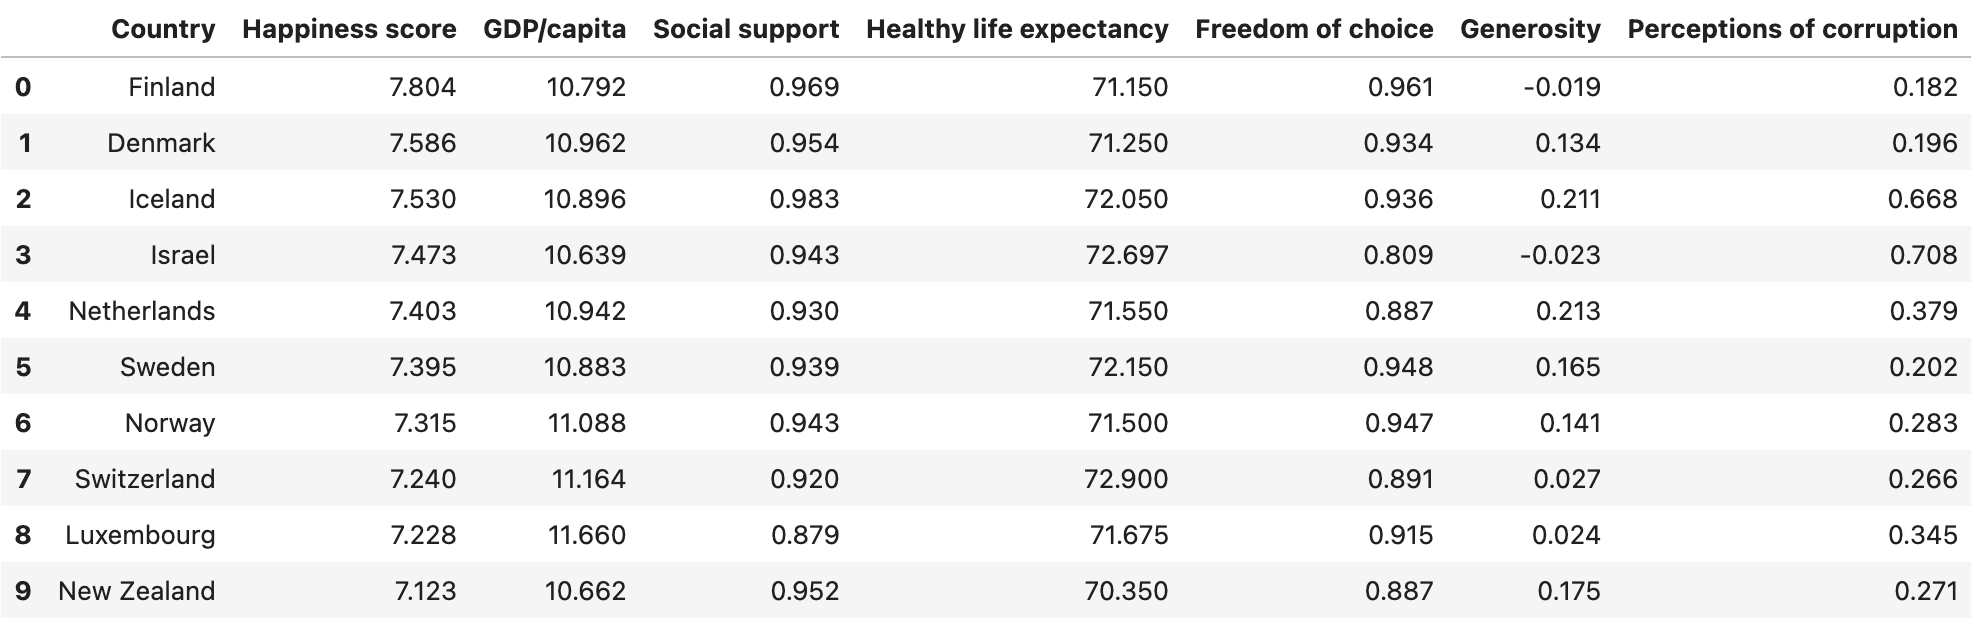 Country Happiness score GDP/capita Social support Healthy life expectancy Freedom of choice Generosity Perceptions of corruption
0 Finland 7.804 10.792 0.969 71.150 0.961 -0.019 0.182
1 Denmark 7.586 10.962 0.954 71.250 0.934 0.134 0.196
2 Iceland 7.530 10.896 0.983 72.050 0.936 0.211 0.668
3 Israel 7.473 10.639 0.943 72.697 0.809 -0.023 0.708
4 Netherlands 7.403 10.942 0.930 71.550 0.887 0.213 0.379
5 Sweden 7.395 10.883 0.939 72.150 0.948 0.165 0.202
6 Norway 7.315 11.088 0.943 71.500 0.947 0.141 0.283
7 Switzerland 7.240 11.164 0.920 72.900 0.891 0.027 0.266
8 Luxembourg 7.228 11.660 0.879 71.675 0.915 0.024 0.345
9 New Zealand 7.123 10.662 0.952 70.350 0.887 0.175 0.271